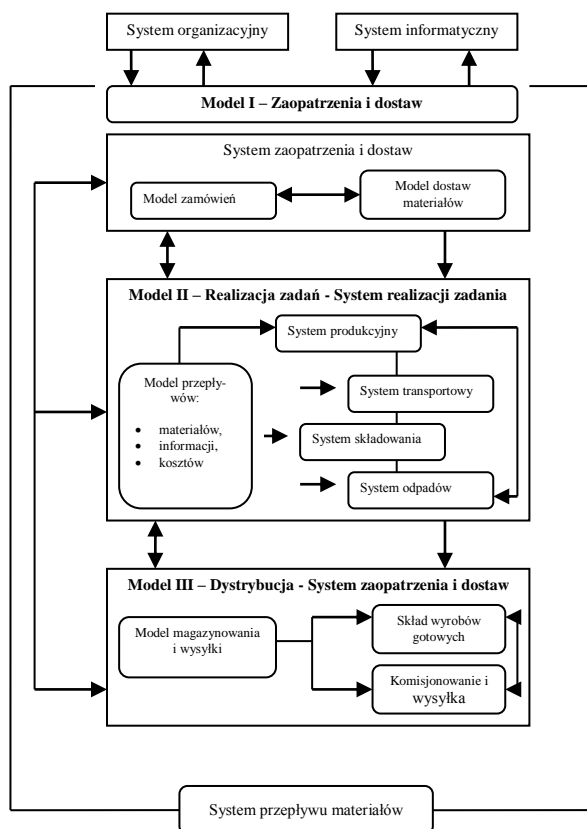 System organizacyjny
System informatyczny
Model I – Zaopatrzenia i dostaw
System zaopatrzenia i dostaw
Model zamówień
Model dostaw
materiałów
Model II – Realizacja zadań - System realizacji zadania
System produkcyjny
Model przepły-
wów:
• materiałów,
• informacji,
• kosztów
System transportowy
System składowania
System odpadów
Model III – Dystrybucja - System zaopatrzenia i dostaw
Model magazynowania
i wysyłki
Skład wyrobów
gotowych
Komisjonowanie i
wysyłka
System przepływu materiałów